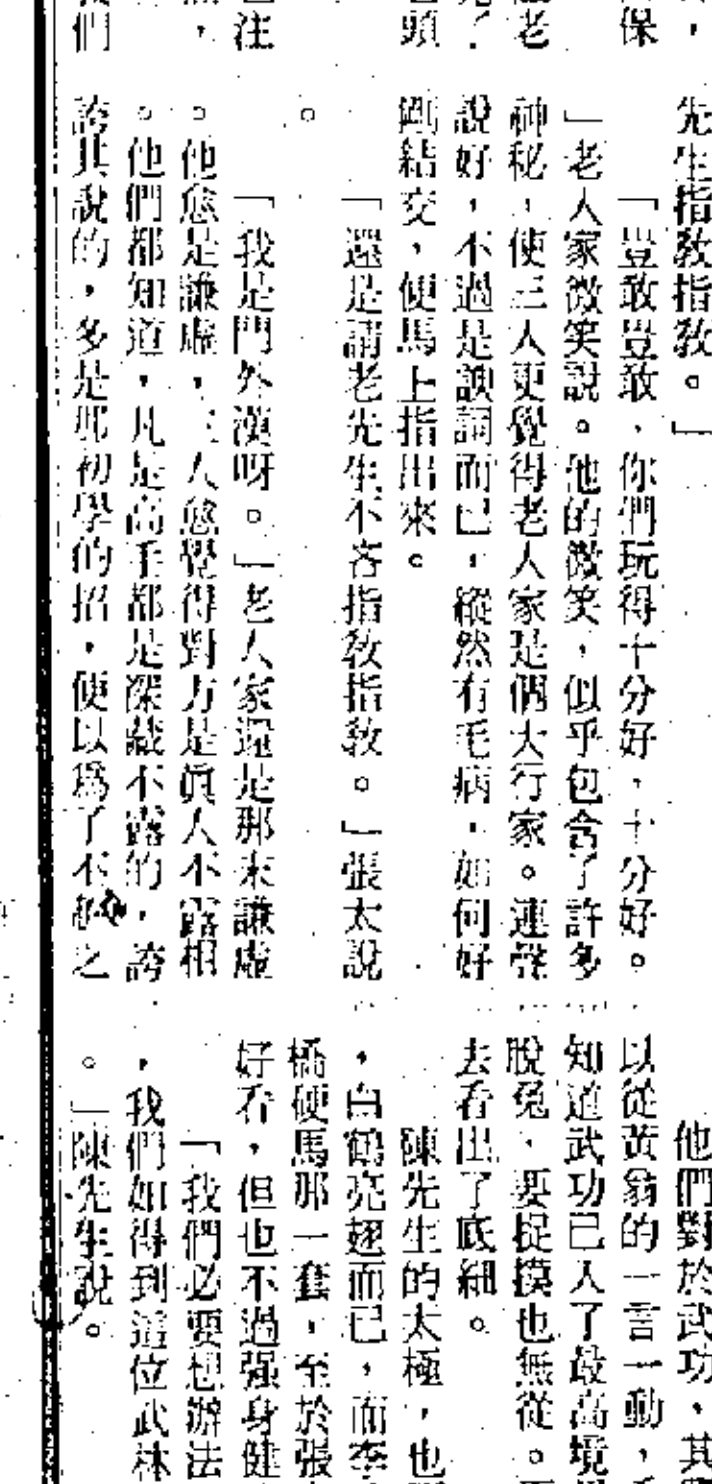 ，
保
老
了
頭
注
，
們
先生指教指教。」
「豈敢豈敢，你們玩得十分好，十分好。
」老人家微笑說。他的微笑，似乎包含了許多
神秘，使三人更覺得老人家是個大行家。連聲
說好，不過是諛詞而已，縱然有毛病，如何好
剛結交，便馬上指出來。
「還是請老先生不吝指教指教。」張太說
。
「我是門外漢呀。」老人家還是那末謙虛
。他愈是謙虛，三人愈覺得對方是眞人不露相
。他們都知道，凡是高手都是深藏不露的，誇
誇其說的，多是那初學的招，便以爲了不之
他們對於武功，其
以從黃翁的一言一動，
知道武功已入了最高境
脫兔，要捉摸也無從。
去看出了底細。
陳先生的太極，也
，白鶴亮翅而已，而李
橋硬馬那一套，至於張
好看，但也不過强身健
「我們必要想辦法
，我們如得到這位武林
。」陳先生說。